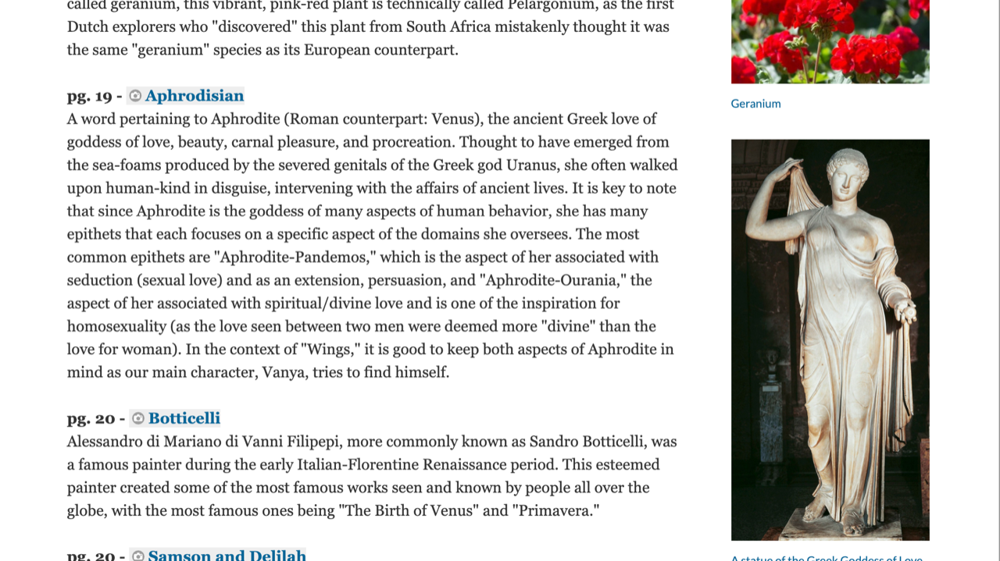 called geranium, this vibrant, pink-red plant is technically called Pelargonium, as the first
Dutch explorers who "discovered" this plant from South Africa mistakenly thought it was
the same "geranium" species as its European counterpart.
Geranium
pg. 19 - Aphrodisian
A word pertaining to Aphrodite (Roman counterpart: Venus), the ancient Greek love of
goddess of love, beauty, carnal pleasure, and procreation. Thought to have emerged from
the sea-foams produced by the severed genitals of the Greek god Uranus, she often walked
upon human-kind in disguise, intervening with the affairs of ancient lives. It is key to note
that since Aphrodite is the goddess of many aspects of human behavior, she has many
epithets that each focuses on a specific aspect of the domains she oversees. The most
common epithets are "Aphrodite-Pandemos," which is the aspect of her associated with
seduction (sexual love) and as an extension, persuasion, and "Aphrodite-Ourania," the
aspect of her associated with spiritual/divine love and is one of the inspiration for
homosexuality (as the love seen between two men were deemed more "divine" than the
love for woman). In the context of "Wings," it is good to keep both aspects of Aphrodite in
mind as our main character, Vanya, tries to find himself.
pg. 20 - Botticelli
Alessandro di Mariano di Vanni Filipepi, more commonly known as Sandro Botticelli, was
a famous painter during the early Italian-Florentine Renaissance period. This esteemed
painter created some of the most famous works seen and known by people all over the
globe, with the most famous ones being "The Birth of Venus" and "Primavera."
pg. 20 - Samson and Delilah
A statue of the Greek Goddess of Love,